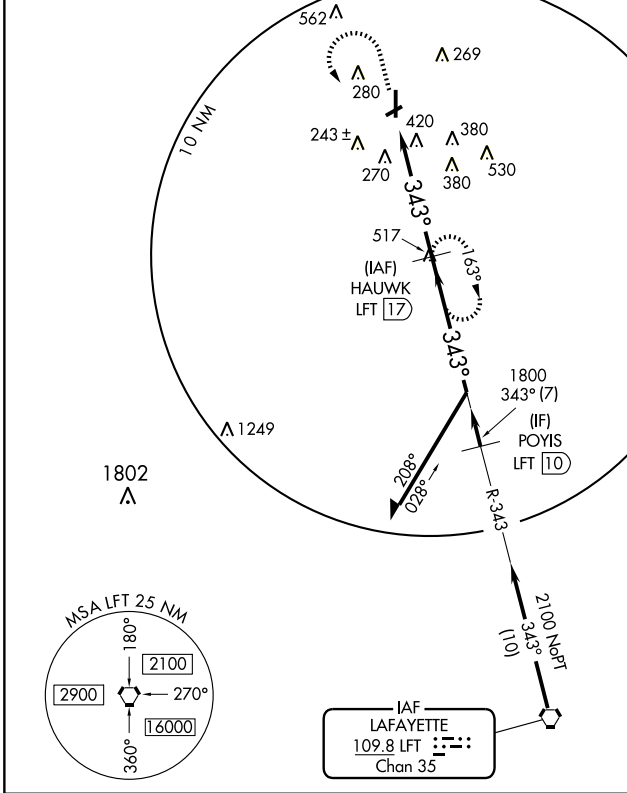 562
269
280
10 NM
420
380
243 ±
270
380
530
343°
517
163°
(IAF)
HAUWK
LFT 17
343°
1800
343° (7)
(IF)
POYIS
LFT 10
1249
208°
028°
1802
R-343
MSA LFT 25 NM
180°
2100
2900
270°
16000
360°
2100 NoPT
343°
(10)
IAF
LAFAYETTE
109.8 LFT
Chan 35